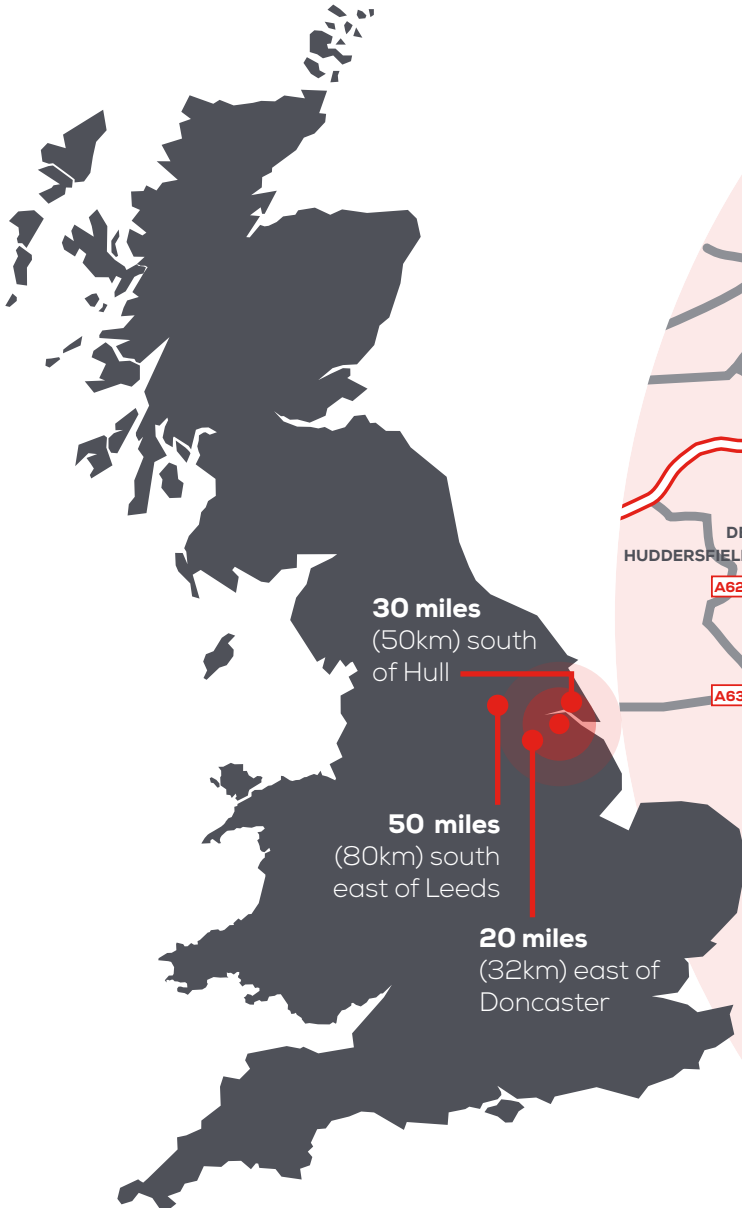 30 miles
(50km) south
of Hull
50 miles
(80km) south
east of Leeds
20 miles
(32km) east of
Doncaster
HUDDERSFIEL
A62